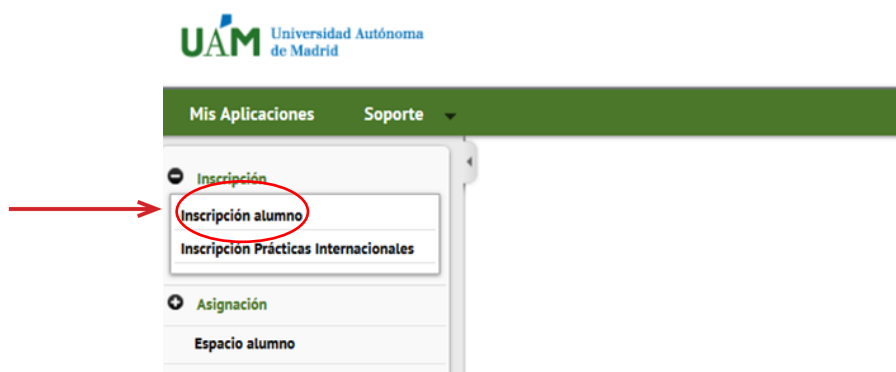 UAM Universidad Autónoma
de Madrid
Mis Aplicaciones Soporte
Inscripción
Inscripción alumno
Inscripción Prácticas Internacionales
Asignación
Espacio alumno